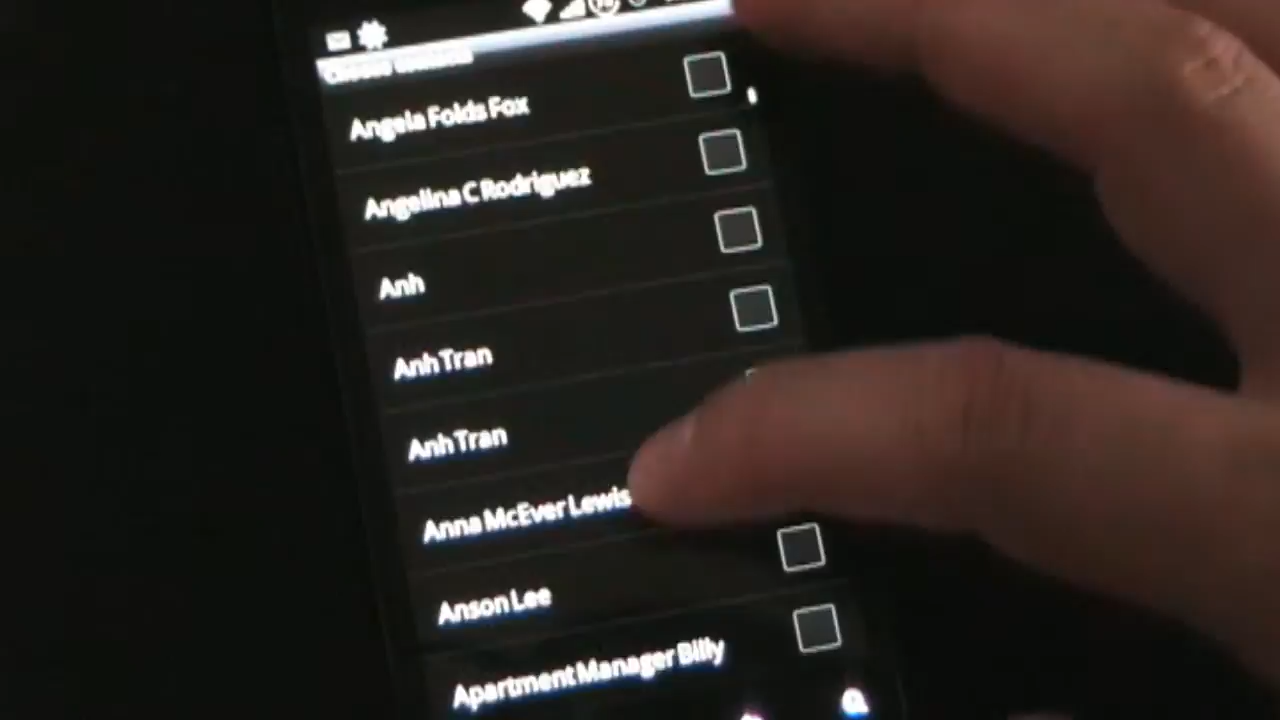 Angela Folds Fox
Angelina C Rodriguez
Anh
Anh Tran
Anh Tran
Anna McEver Lewis
Anson Lee
Apartment Manager Billy